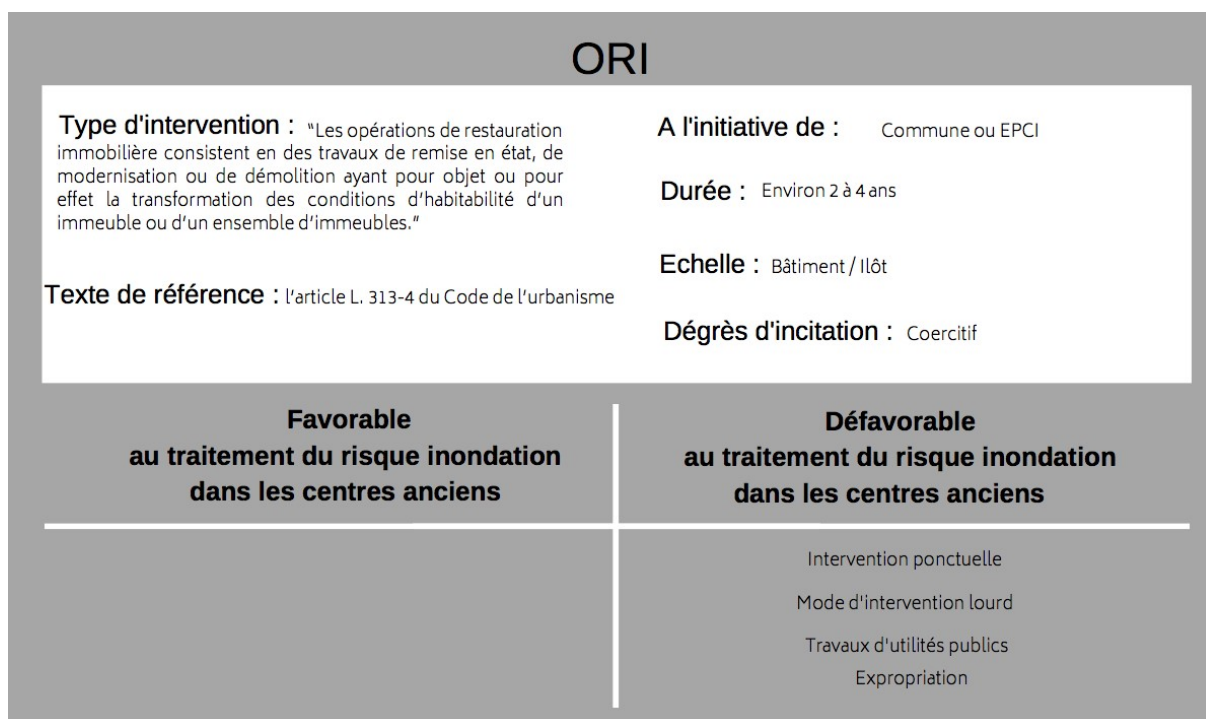 ORI
Type d'intervention : "Les opérations de restauration
immobilière consistent en des travaux de remise en état, de
modernisation ou de démolition ayant pour objet ou pour
effet la transformation des conditions d'habitabilité d'un
immeuble ou d'un ensemble d'immeubles."
Texte de référence : l'article L. 313-4 du Code de l'urbanisme
A l'initiative de : Commune ou EPCI
Durée : Environ 2 à 4 ans
Echelle : Bâtiment / Ilôt
Dégrès d'incitation : Coercitif
Favorable
au traitement du risque inondation
dans les centres anciens
Défavorable
au traitement du risque inondation
dans les centres anciens
Intervention ponctuelle
Mode d'intervention lourd
Travaux d'utilités publics
Expropriation